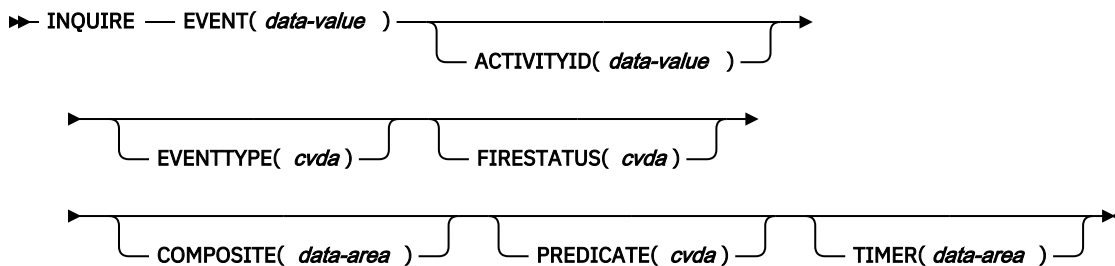 INQUIRE EVENT( data-value )
ACTIVITYID( data-value )
EVENTTYPE( cvda )
FIRESTATUS( cvda )
COMPOSITE( data-area )
PREDICATE( cvda )
TIMER( data-area )